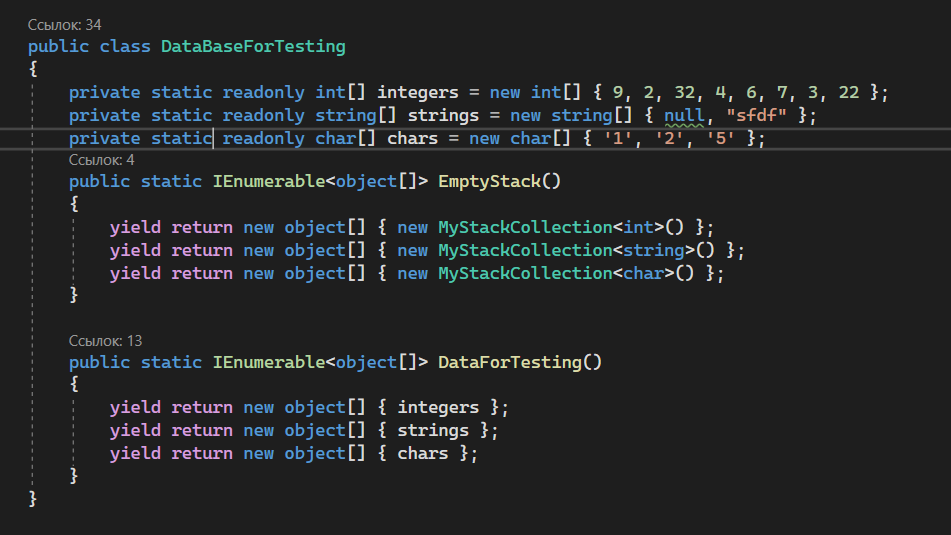 Ссылок: 34
public class DataBaseForTesting
{
private static readonly int[] integers = new int[] { 9, 2, 32, 4, 6, 7, 3, 22 };
private static readonly string[] strings = new string[] { null, "sfdf" };
private static readonly char[] chars = new char[] { '1', '2', '5' };
Ссылок: 4
public static IEnumerable<object[]> EmptyStack()
{
yield return new object[] { new MyStackCollection<int>() };
yield return new object[] { new MyStackCollection<string>() };
yield return new object[] { new MyStackCollection<char>() };
}
Ссылок: 13
public static IEnumerable<object[]> DataForTesting()
{
yield return new object[] { integers };
yield return new object[] { strings };
yield return new object[] { chars };
}
}